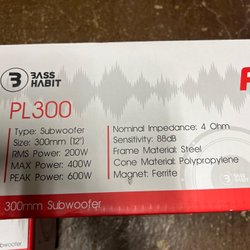 BASS
HABIT
PL300
Type: Subwoofer
Size: 300mm [12"]
RMS Power: 200W
MAX Power: 400W
PEAK Power: 600W
Nominal Impedance: 4 Ohm
Sensitivity: 88dB
Frame Material: Steel
Cone Material: Polypropylene
Magnet: Ferrite
300mm Subwoofer